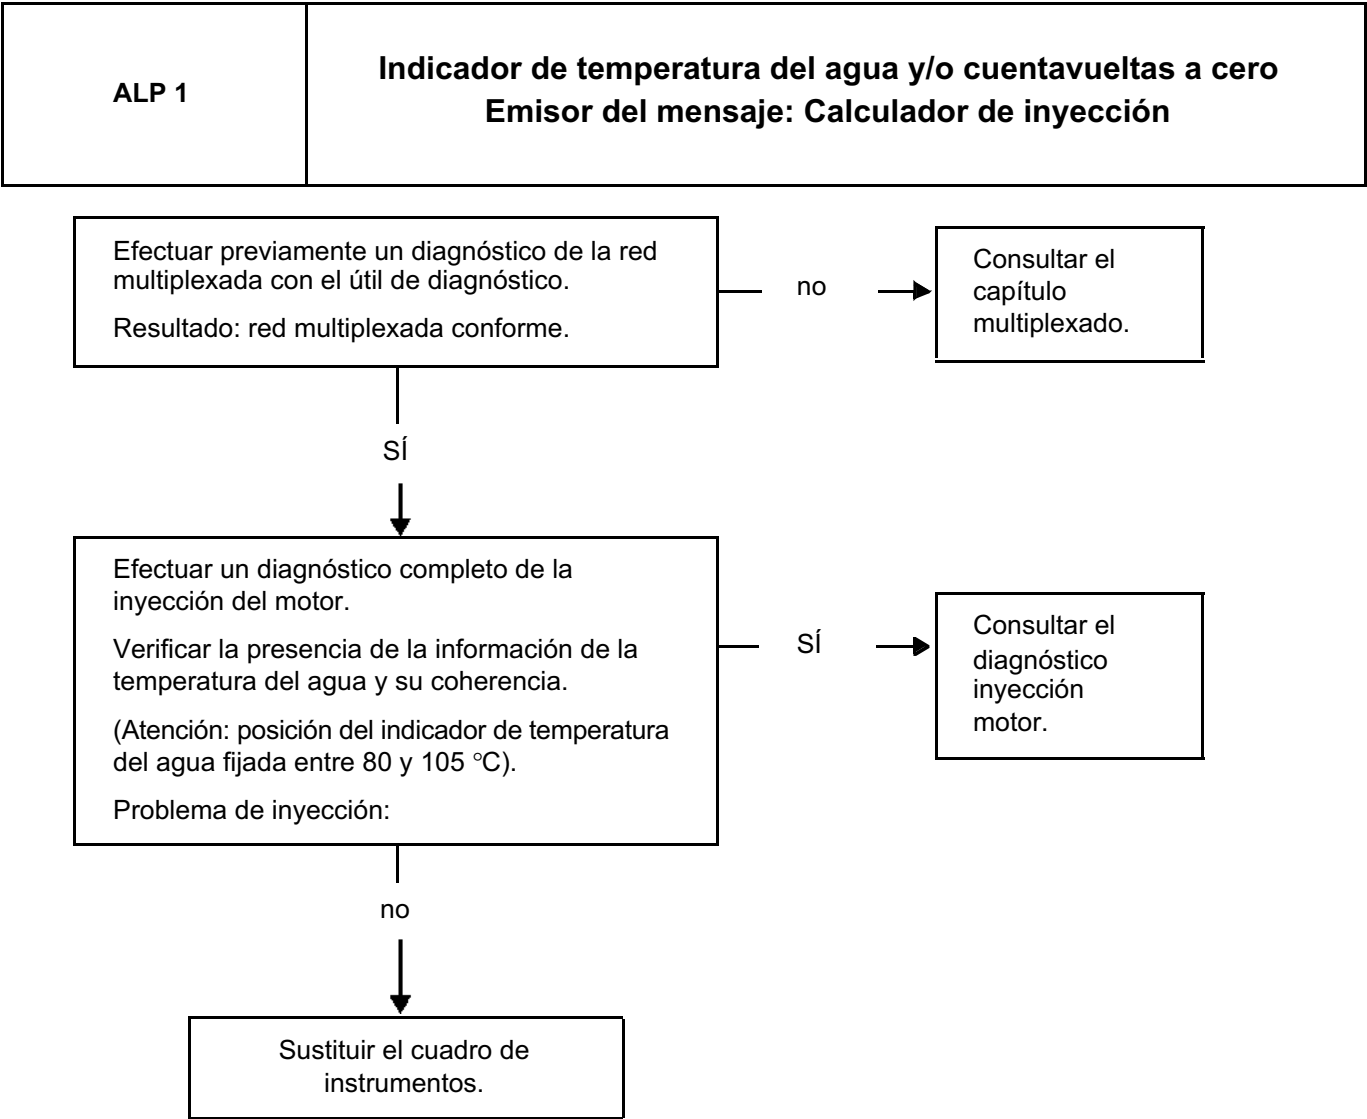 ALP 1
Indicador de temperatura del agua y/o cuentavueltas a cero
Emisor del mensaje: Calculador de inyección
Efectuar previamente un diagnóstico de la red
multiplexada con el útil de diagnóstico.
Resultado: red multiplexada conforme.
no
Consultar el
capítulo
multiplexado.
SÍ
Efectuar un diagnóstico completo de la
inyección del motor.
Verificar la presencia de la información de la
temperatura del agua y su coherencia.
(Atención: posición del indicador de temperatura
del agua fijada entre 80 y 105 °C).
Problema de inyección:
SÍ
Consultar el
diagnóstico
inyección
motor.
no
Sustituir el cuadro de
instrumentos.